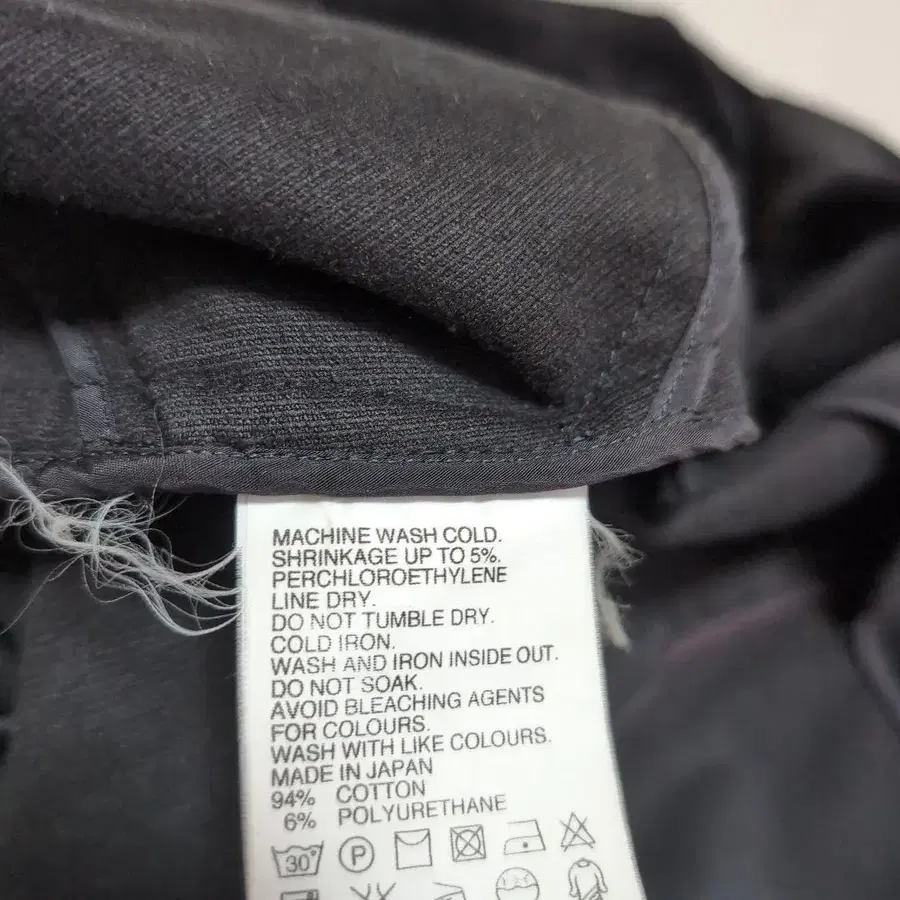 MACHINE WASH COLD.
SHRINKAGE UP TO 5%.
PERCHLOROETHYLENE
LINE DRY.
DO NOT TUMBLE DRY.
COLD IRON.
WASH AND IRON INSIDE OUT.
DO NOT SOAK.
AVOID BLEACHING AGENTS
FOR COLOURS.
WASH WITH LIKE COLOURS.
MADE IN JAPAN
94% COTTON
6% POLYURETHANE
30° P